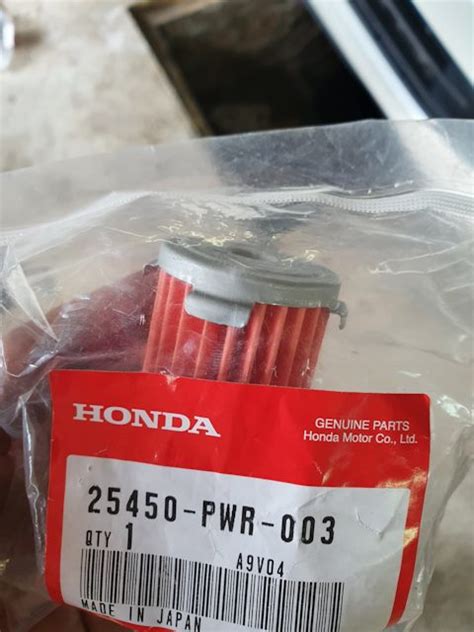 HONDA
GENUINE PARTS
Honda Motor Co., Ltd.
25450-PWR-003
QTY 1
A9V04
MADE IN JAPAN